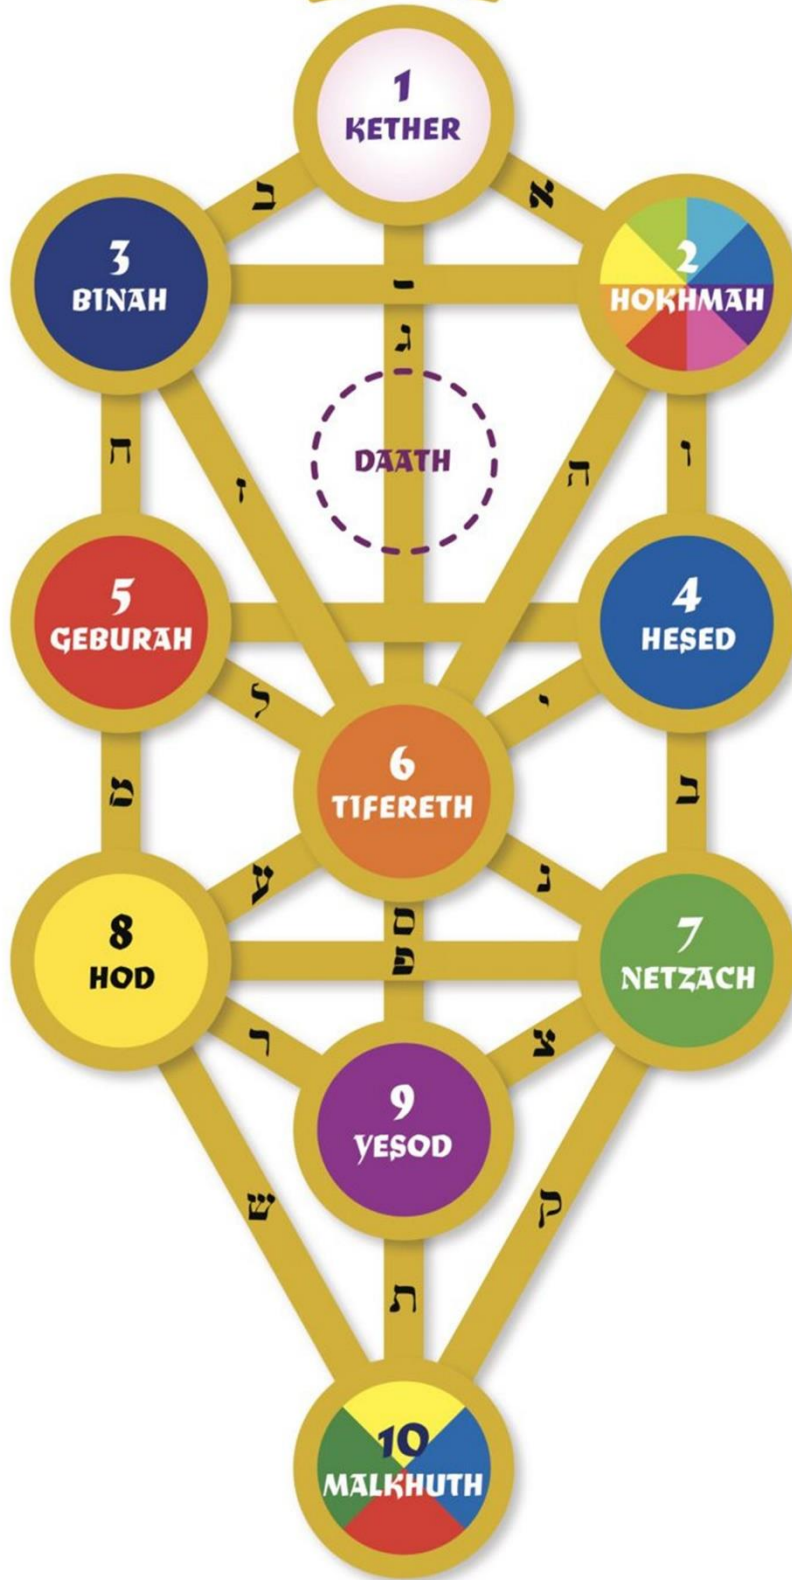 1
KETHER
ב
א
3
BINAH
2
HOKHMAH
ג
DAATH
ח
ז
ה
ו
5
GEBURAH
4
HESED
ל
י
6
TIFERETH
ב
ע
נ
8
HOD
ם
7
NETZACH
ר
צ
9
YESOD
ש
ק
ת
10
MALKHUTH